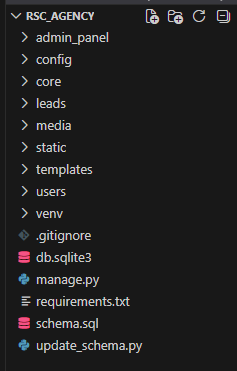 RSC_AGENCY
admin_panel
config
core
leads
media
static
templates
users
venv
.gitignore
db.sqlite3
manage.py
requirements.txt
schema.sql
update_schema.py